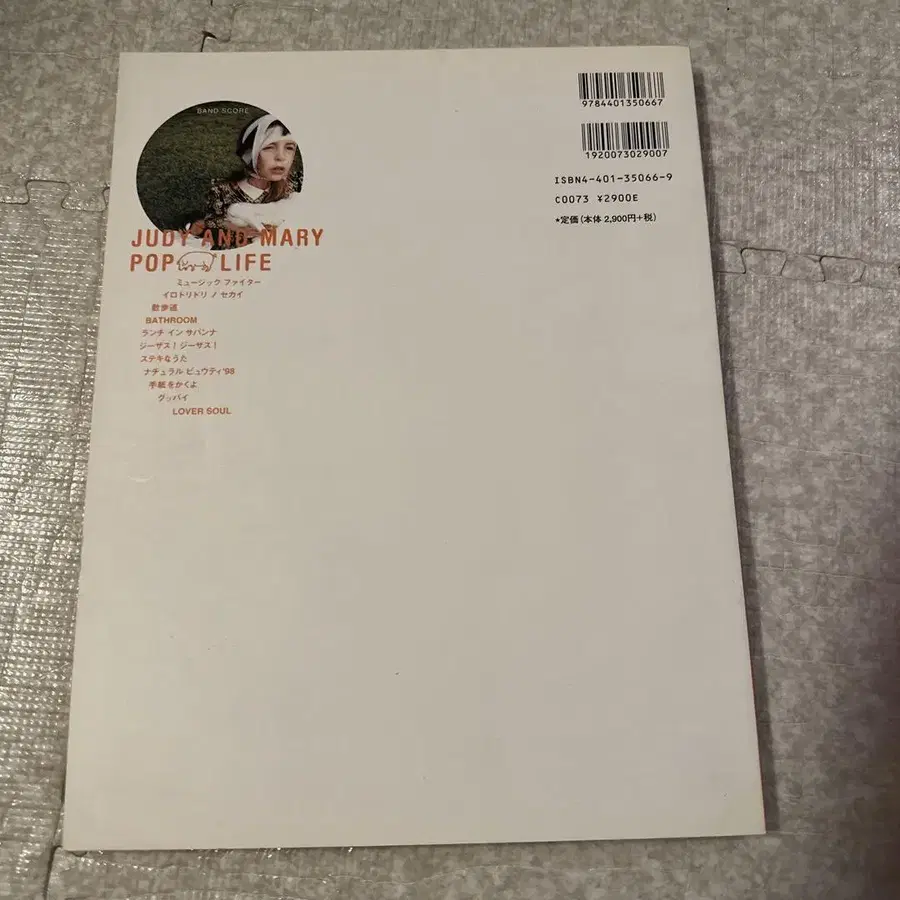 BAND SCORE
JUDY AND MARY
POP LIFE
ミュージック ファイター
イロトリドリ ノ セカイ
散歩道
BATHROOM
ランチ イン サバンナ
ジーザス！ジーザス！
ステキなうた
ナチュラル ビュウティ'98
手紙をかくよ
グッバイ
LOVER SOUL
9784401350667
1920073029007
ISBN4-401-35066-9
C0073 ¥2900E
★定価(本体 2,900円+税)